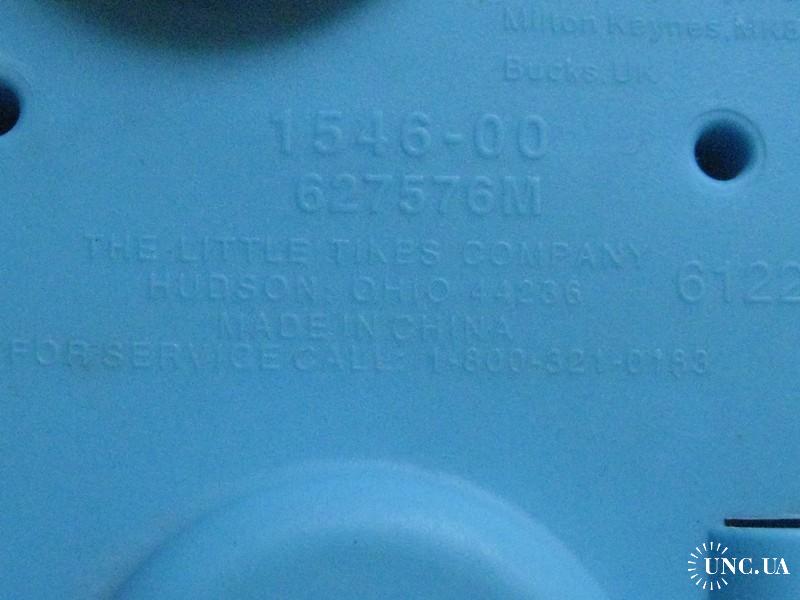 Milton Keynes, MK8
Bucks. UK
1546-00
627576M
THE LITTLE TIKES COMPANY
HUDSON, OHIO 44236
6122
MADE IN CHINA
FOR SERVICE CALL: 1-800-321-0183
UNC.UA